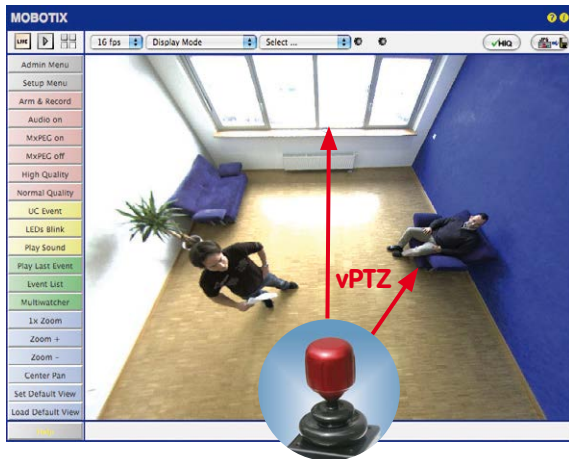 MOBOTIX
LIVE
16 fps
Display Mode
Select ...
HIQ
Admin Menu
Setup Menu
Arm & Record
Audio on
MxPEG on
MxPEG off
High Quality
Normal Quality
UC Event
LEDs Blink
Play Sound
Play Last Event
Event List
Multiwatcher
1x Zoom
Zoom +
Zoom -
Center Pan
Set Default View
Load Default View
vPTZ